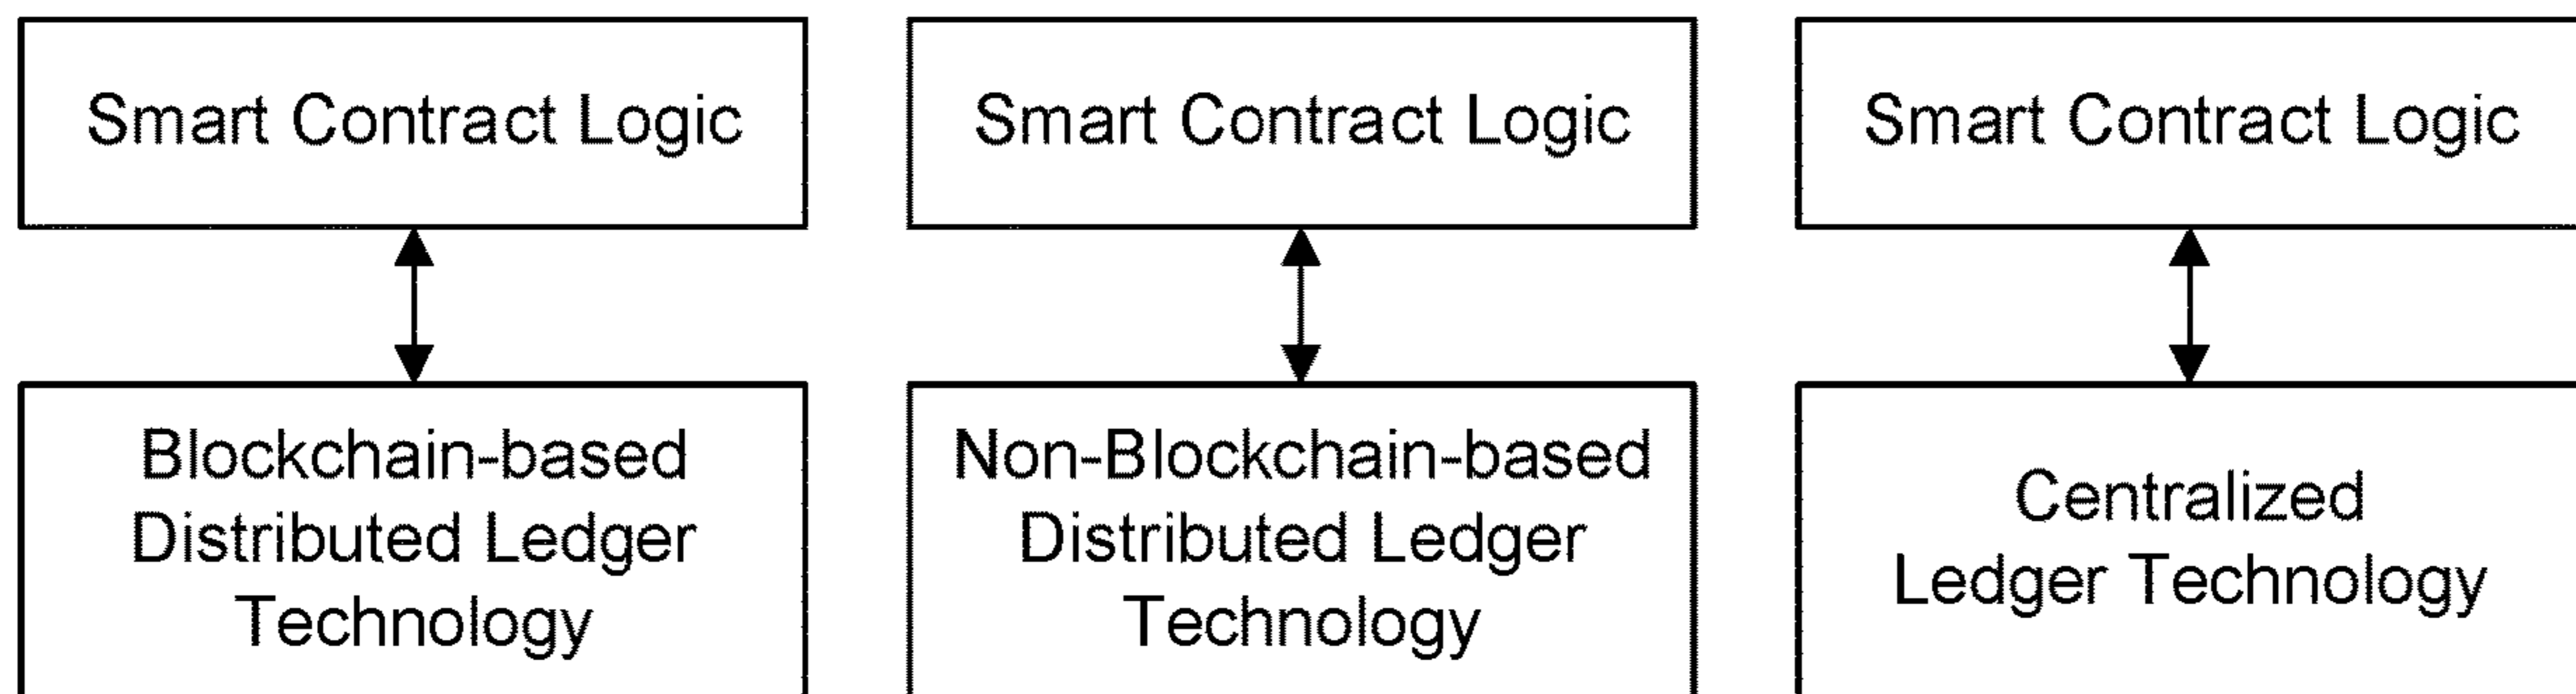 Smart Contract Logic
Smart Contract Logic
Smart Contract Logic
Blockchain-based
Distributed Ledger
Technology
Non-Blockchain-based
Distributed Ledger
Technology
Centralized
Ledger Technology